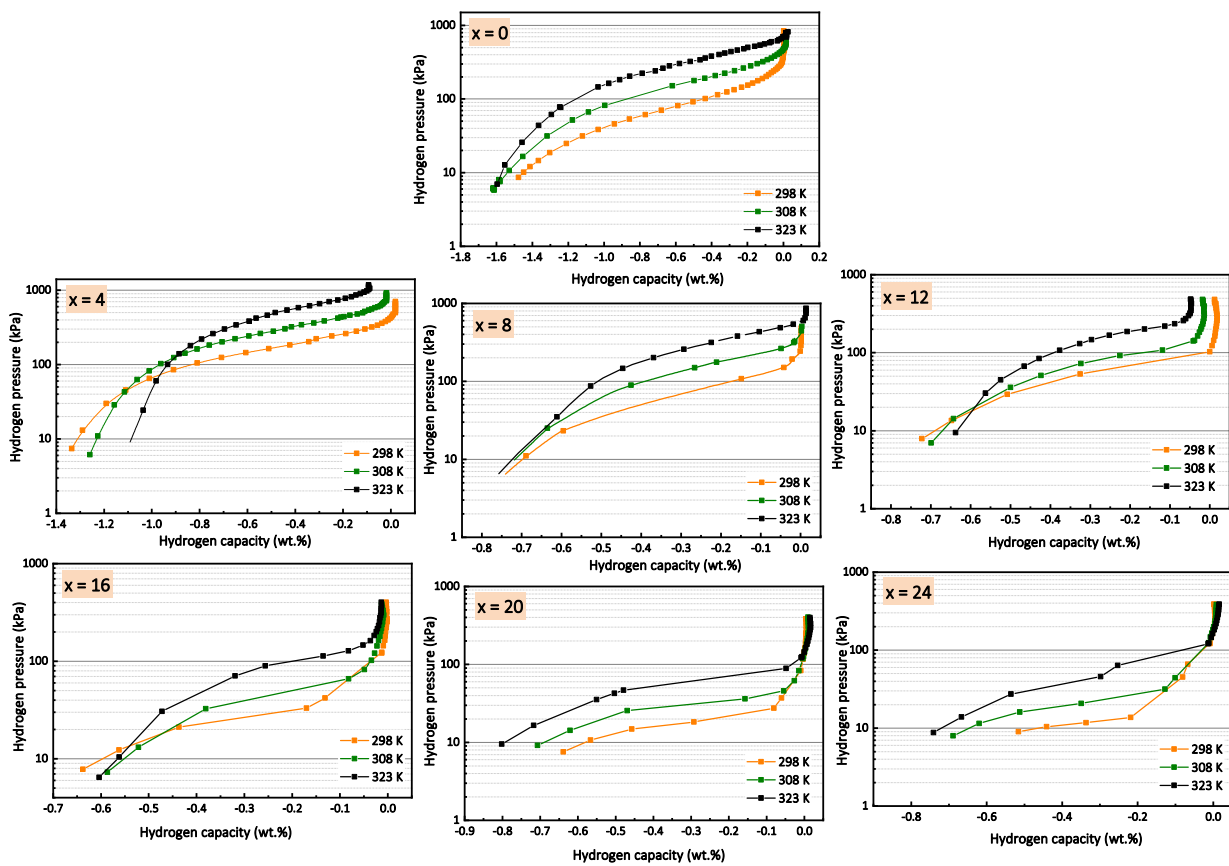 x = 0
Hydrogen pressure (kPa)
1000
100
10
1
298 K
308 K
323 K
-1.8 -1.6 -1.4 -1.2 -1.0 -0.8 -0.6 -0.4 -0.2 0.0 0.2
Hydrogen capacity (wt.%)
x = 4
Hydrogen pressure (kPa)
1000
100
10
1
298 K
308 K
323 K
-1.4 -1.2 -1.0 -0.8 -0.6 -0.4 -0.2 0.0
Hydrogen capacity (wt.%)
x = 8
Hydrogen pressure (kPa)
1000
100
10
1
298 K
308 K
323 K
-0.8 -0.7 -0.6 -0.5 -0.4 -0.3 -0.2 -0.1 0.0
Hydrogen capacity (wt.%)
x = 12
Hydrogen pressure (kPa)
1000
100
10
1
298 K
308 K
323 K
-0.8 -0.7 -0.6 -0.5 -0.4 -0.3 -0.2 -0.1 0.0
Hydrogen capacity (wt.%)
x = 16
Hydrogen pressure (kPa)
1000
100
10
298 K
308 K
323 K
-0.7 -0.6 -0.5 -0.4 -0.3 -0.2 -0.1 0.0
Hydrogen capacity (wt.%)
x = 20
Hydrogen pressure (kPa)
1000
100
10
1
298 K
308 K
323 K
-0.9 -0.8 -0.7 -0.6 -0.5 -0.4 -0.3 -0.2 -0.1 0.0
Hydrogen capacity (wt.%)
x = 24
Hydrogen pressure (kPa)
1000
100
10
1
298 K
308 K
323 K
-0.8 -0.6 -0.4 -0.2 0.0
Hydrogen capacity (wt.%)